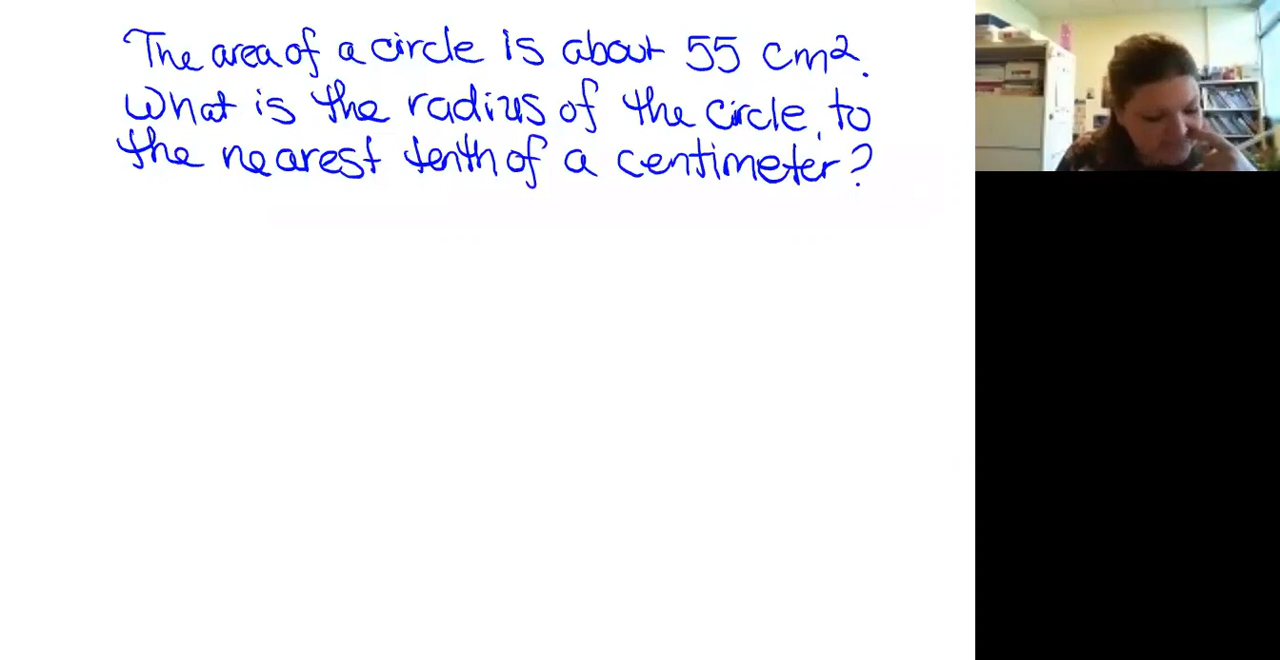 The area of a circle is about 55 cm².
What is the radius of the circle, to
the nearest tenth of a centimeter?